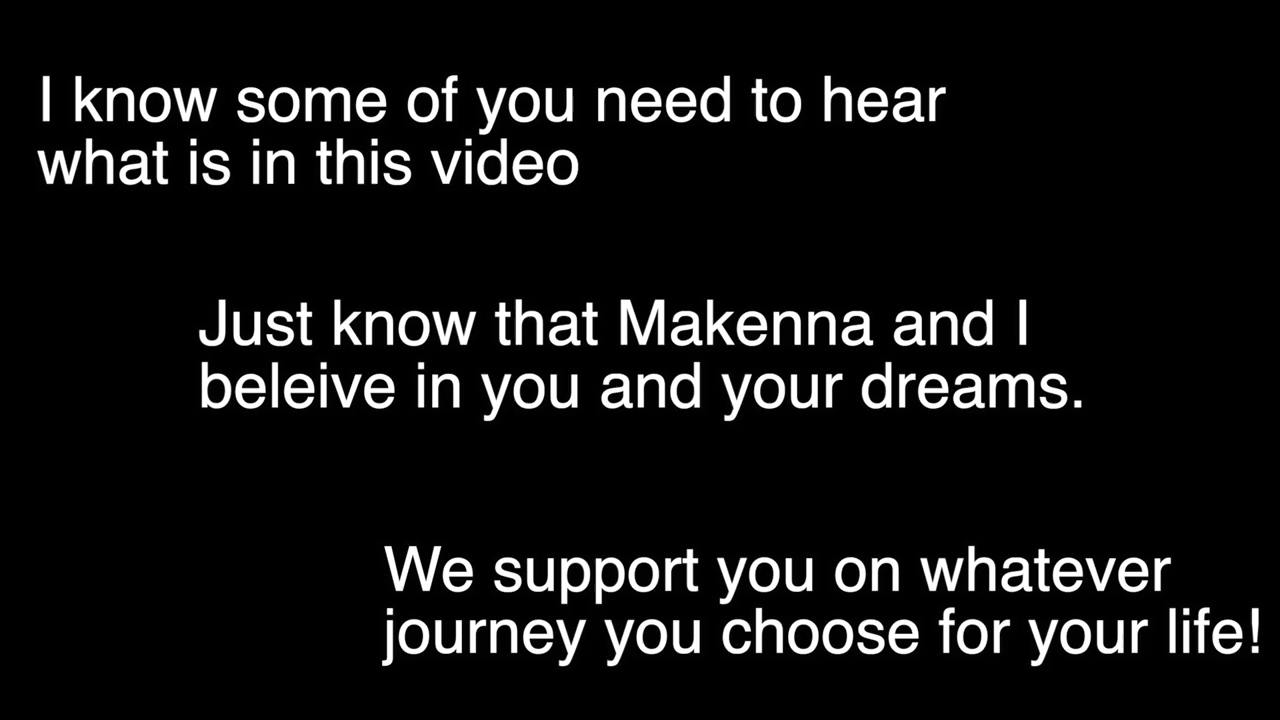 I know some of you need to hear
what is in this video
Just know that Makenna and I
beleive in you and your dreams.
We support you on whatever
journey you choose for your life!